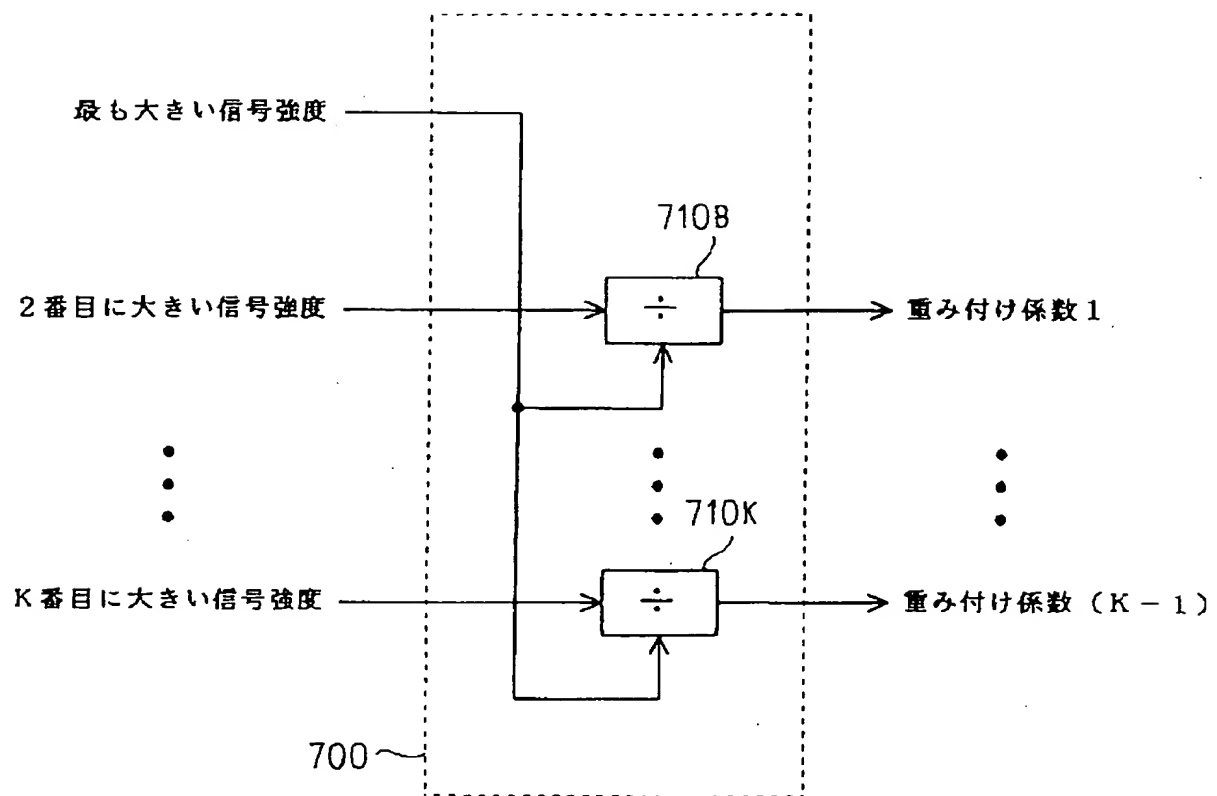 最も大きい信号強度
710B
2番目に大きい信号強度
÷
重み付け係数1
710K
K番目に大きい信号強度
÷
重み付け係数(K-1)
700